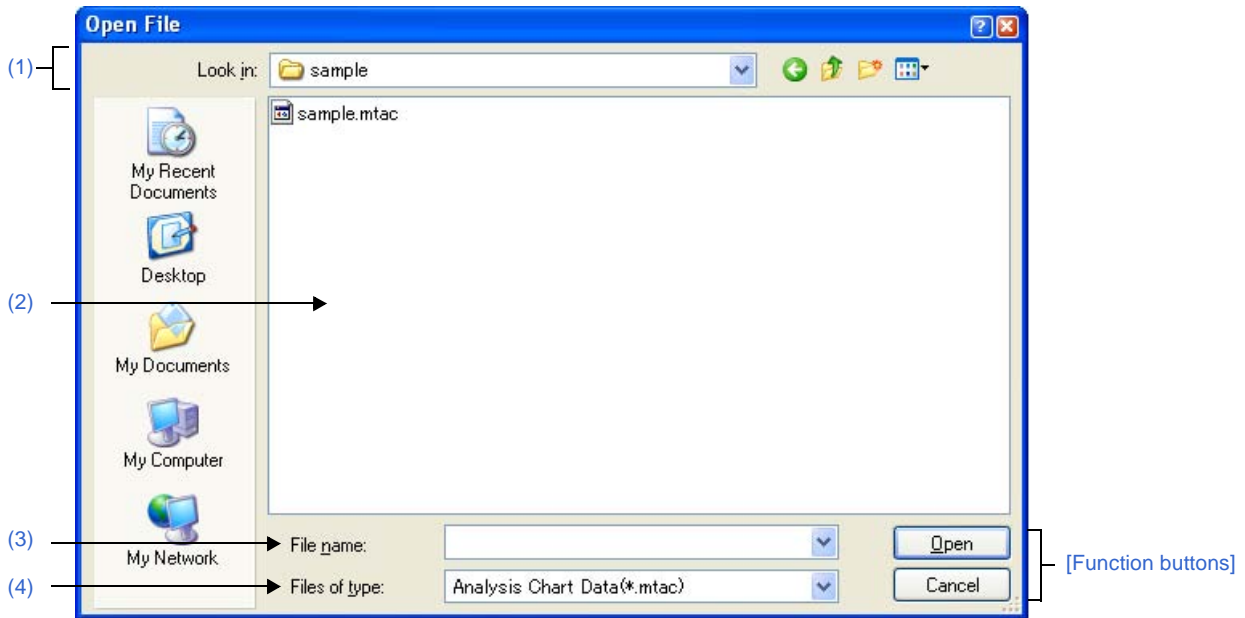 Open File
(1)
Look in:
sample
sample.mtac
My Recent
Documents
Desktop
(2)
My Documents
My Computer
My Network
(3)
File name:
Open
[Function buttons]
(4)
Files of type:
Analysis Chart Data(*.mtac)
Cancel